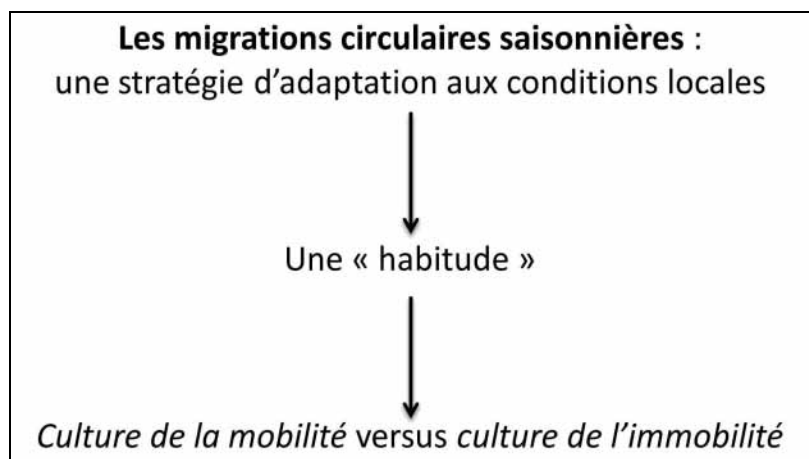 Les migrations circulaires saisonnières :
une stratégie d’adaptation aux conditions locales
Une « habitude »
Culture de la mobilité versus culture de l’immobilité